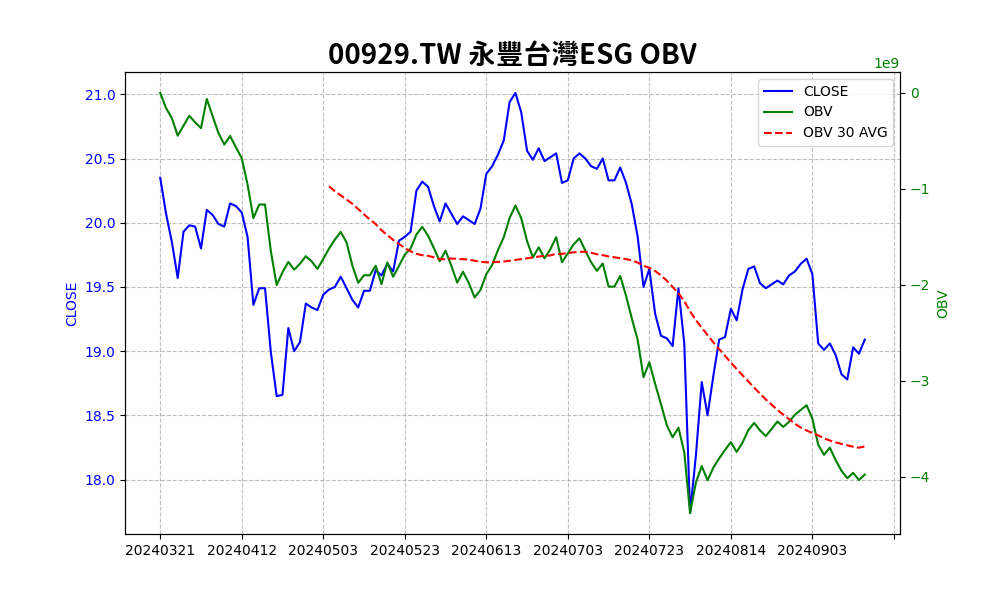 00929.TW 永豐台灣ESG OBV
1e9
CLOSE
OBV
OBV 30 AVG
21.0
20.5
20.0
19.5
19.0
18.5
18.0
CLOSE
0
−1
−2
−3
−4
OBV
20240321 20240412 20240503 20240523 20240613 20240703 20240723 20240814 20240903